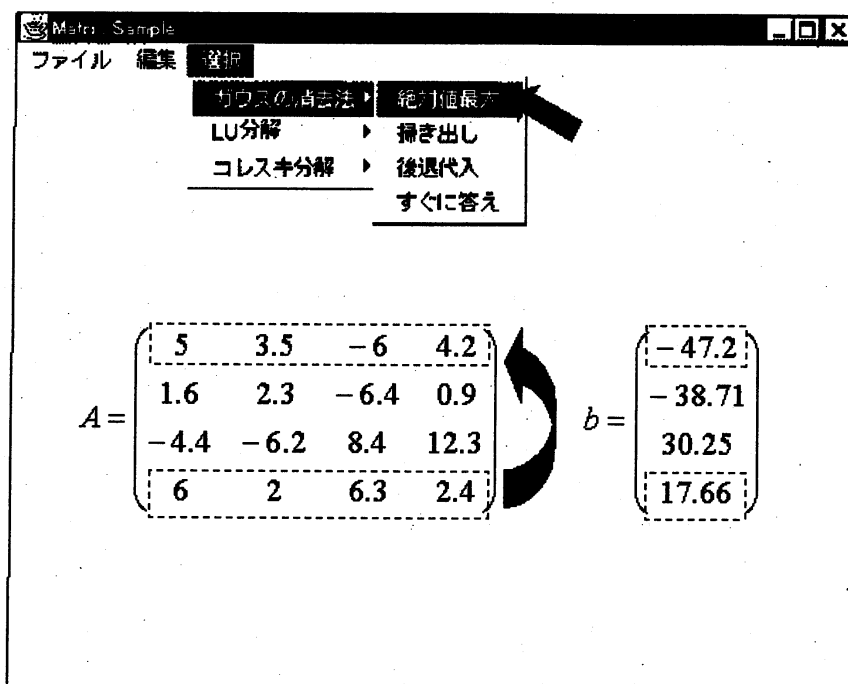 Matrix Sample
ファイル 編集 選択
ガウスの消去法 絶対値最大
LU分解 掃き出し
コレスキ分解 後退代入
すぐに答え
5 3.5 −6 4.2 −47.2
1.6 2.3 −6.4 0.9 −38.71
A= b=
−4.4 −6.2 8.4 12.3 30.25
6 2 6.3 2.4 17.66